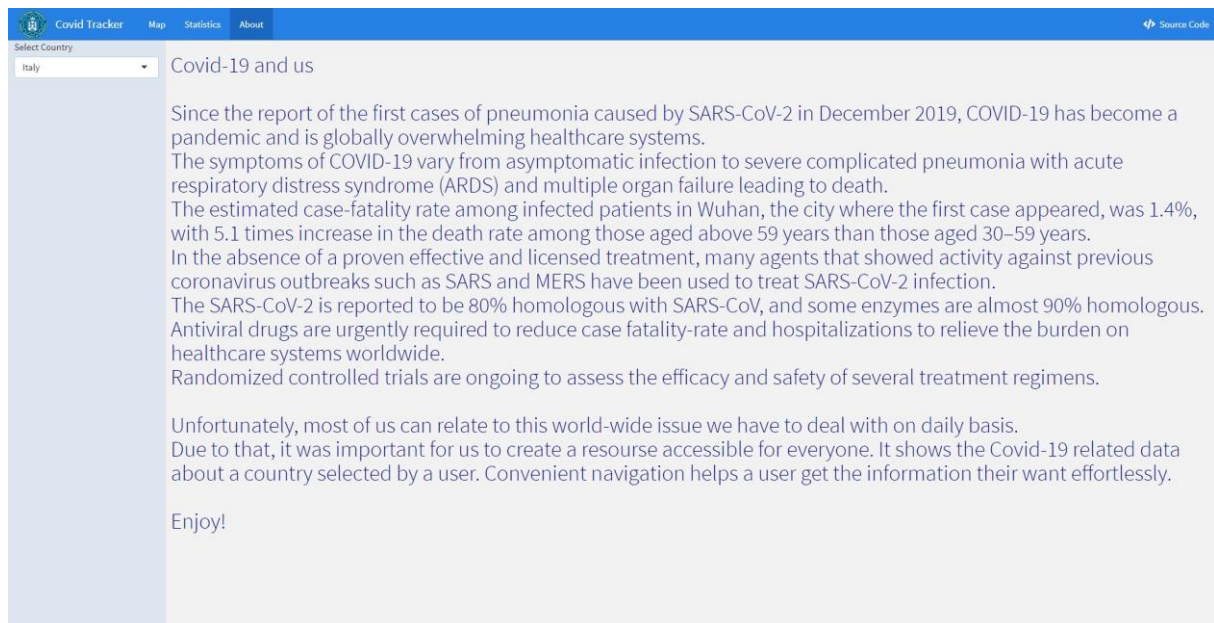 Covid Tracker Map Statistics About Source Code
Select Country
Italy
Covid-19 and us
Since the report of the first cases of pneumonia caused by SARS-CoV-2 in December 2019, COVID-19 has become a
pandemic and is globally overwhelming healthcare systems.
The symptoms of COVID-19 vary from asymptomatic infection to severe complicated pneumonia with acute
respiratory distress syndrome (ARDS) and multiple organ failure leading to death.
The estimated case-fatality rate among infected patients in Wuhan, the city where the first case appeared, was 1.4%,
with 5.1 times increase in the death rate among those aged above 59 years than those aged 30–59 years.
In the absence of a proven effective and licensed treatment, many agents that showed activity against previous
coronavirus outbreaks such as SARS and MERS have been used to treat SARS-CoV-2 infection.
The SARS-CoV-2 is reported to be 80% homologous with SARS-CoV, and some enzymes are almost 90% homologous.
Antiviral drugs are urgently required to reduce case fatality-rate and hospitalizations to relieve the burden on
healthcare systems worldwide.
Randomized controlled trials are ongoing to assess the efficacy and safety of several treatment regimens.
Unfortunately, most of us can relate to this world-wide issue we have to deal with on daily basis.
Due to that, it was important for us to create a resourse accessible for everyone. It shows the Covid-19 related data
about a country selected by a user. Convenient navigation helps a user get the information their want effortlessly.
Enjoy!